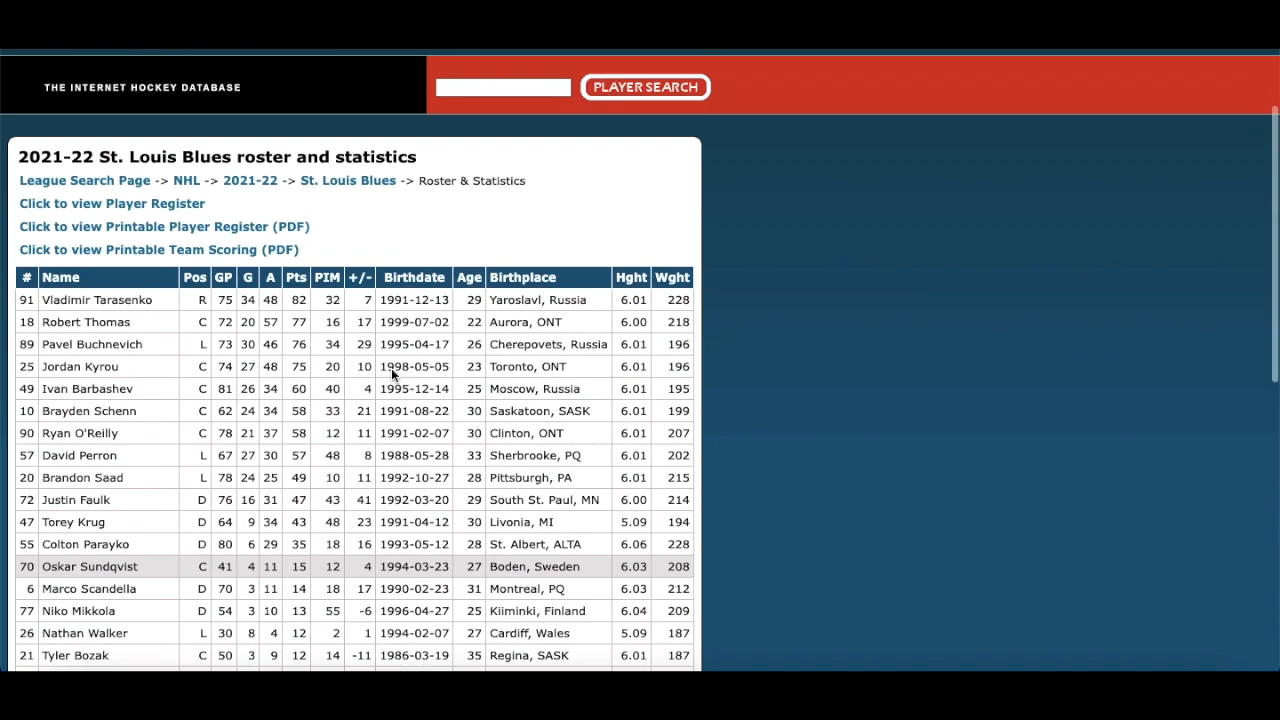 THE INTERNET HOCKEY DATABASE PLAYER SEARCH
2021-22 St. Louis Blues roster and statistics
League Search Page -> NHL -> 2021-22 -> St. Louis Blues -> Roster & Statistics
Click to view Player Register
Click to view Printable Player Register (PDF)
Click to view Printable Team Scoring (PDF)
# Name Pos GP G A Pts PIM +/- Birthdate Age Birthplace Hght Wght
91 Vladimir Tarasenko R 75 34 48 82 32 7 1991-12-13 29 Yaroslavl, Russia 6.01 228
18 Robert Thomas C 72 20 57 77 16 17 1999-07-02 22 Aurora, ONT 6.00 218
89 Pavel Buchnevich L 73 30 46 76 34 29 1995-04-17 26 Cherepovets, Russia 6.01 196
25 Jordan Kyrou C 74 27 48 75 20 10 1998-05-05 23 Toronto, ONT 6.01 196
49 Ivan Barbashev C 81 26 34 60 40 4 1995-12-14 25 Moscow, Russia 6.01 195
10 Brayden Schenn C 62 24 34 58 33 21 1991-08-22 30 Saskatoon, SASK 6.01 199
90 Ryan O'Reilly C 78 21 37 58 12 11 1991-02-07 30 Clinton, ONT 6.01 207
57 David Perron L 67 27 30 57 48 8 1988-05-28 33 Sherbrooke, PQ 6.01 202
20 Brandon Saad L 78 24 25 49 10 11 1992-10-27 28 Pittsburgh, PA 6.01 215
72 Justin Faulk D 76 16 31 47 43 41 1992-03-20 29 South St. Paul, MN 6.00 214
47 Torey Krug D 64 9 34 43 48 23 1991-04-12 30 Livonia, MI 5.09 194
55 Colton Parayko D 80 6 29 35 18 16 1993-05-12 28 St. Albert, ALTA 6.06 228
70 Oskar Sundqvist C 41 4 11 15 12 4 1994-03-23 27 Boden, Sweden 6.03 208
6 Marco Scandella D 70 3 11 14 18 17 1990-02-23 31 Montreal, PQ 6.03 212
77 Niko Mikkola D 54 3 10 13 55 -6 1996-04-27 25 Kiiminki, Finland 6.04 209
26 Nathan Walker L 30 8 4 12 2 1 1994-02-07 27 Cardiff, Wales 5.09 187
21 Tyler Bozak C 50 3 9 12 14 -11 1986-03-19 35 Regina, SASK 6.01 187